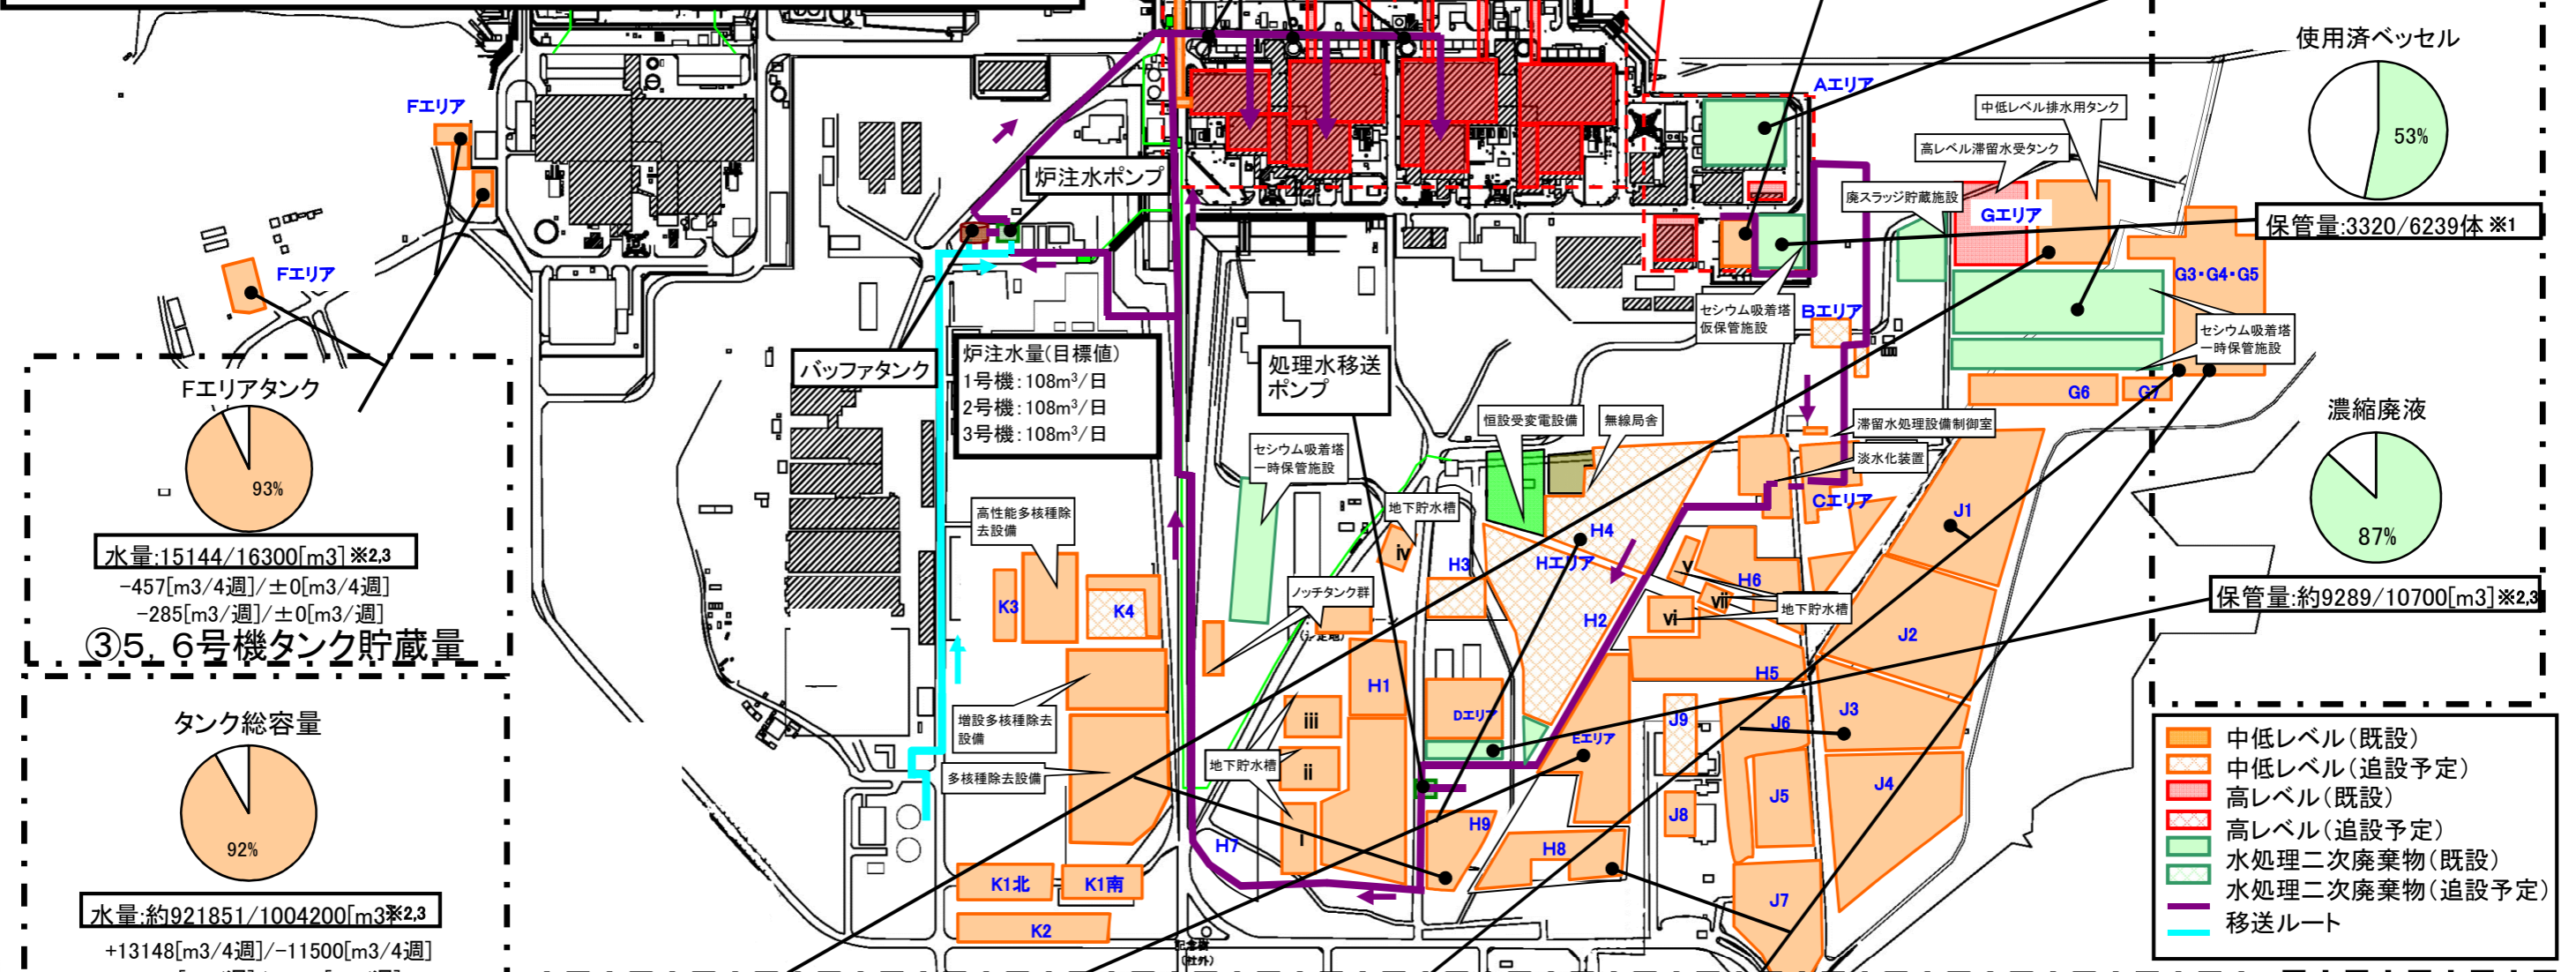 使用済ベッセル
53%
保管量:3320/6239体 ※1
Aエリア
中低レベル排水用タンク
高レベル滞留水受タンク
廃スラッジ貯蔵施設
Gエリア
G3・G4・G5
Fエリア
炉注水ポンプ
Fエリア
セシウム吸着塔
仮保管施設
Bエリア
セシウム吸着塔
一時保管施設
G6
G7
バッファタンク
炉注水量(目標値)
1号機:108m³/日
2号機:108m³/日
3号機:108m³/日
処理水移送
ポンプ
Fエリアタンク
93%
水量:15144/16300[m3]※2,3
-457[m3/4週]/±0[m3/4週]
-285[m3/週]/±0[m3/週]
③5, 6号機タンク貯蔵量
恒設受変電設備
無線局舎
滞留水処理設備制御室
淡水化装置
Cエリア
濃縮廃液
87%
保管量:約9289/10700[m3]※2,3
セシウム吸着塔
一時保管施設
高性能多核種除
去設備
地下貯水槽
iv
H3
H4
Hエリア
H2
J1
v
H6
vii
vi
地下貯水槽
J2
K3
K4
ノッチタンク群
H1
H5
Dエリア
Eエリア
J9
J6
J3
増設多核種除去
設備
多核種除去設備
地下貯水槽
iii
ii
i
J8
J5
J4
H9
H8
H7
J7
K1北
K1南
K2
記念樹
(社外)
タンク総容量
92%
水量:約921851/1004200[m3※2,3
+13148[m3/4週]/-11500[m3/4週]
中低レベル(既設)
中低レベル(追設予定)
高レベル(既設)
高レベル(追設予定)
水処理二次廃棄物(既設)
水処理二次廃棄物(追設予定)
移送ルート